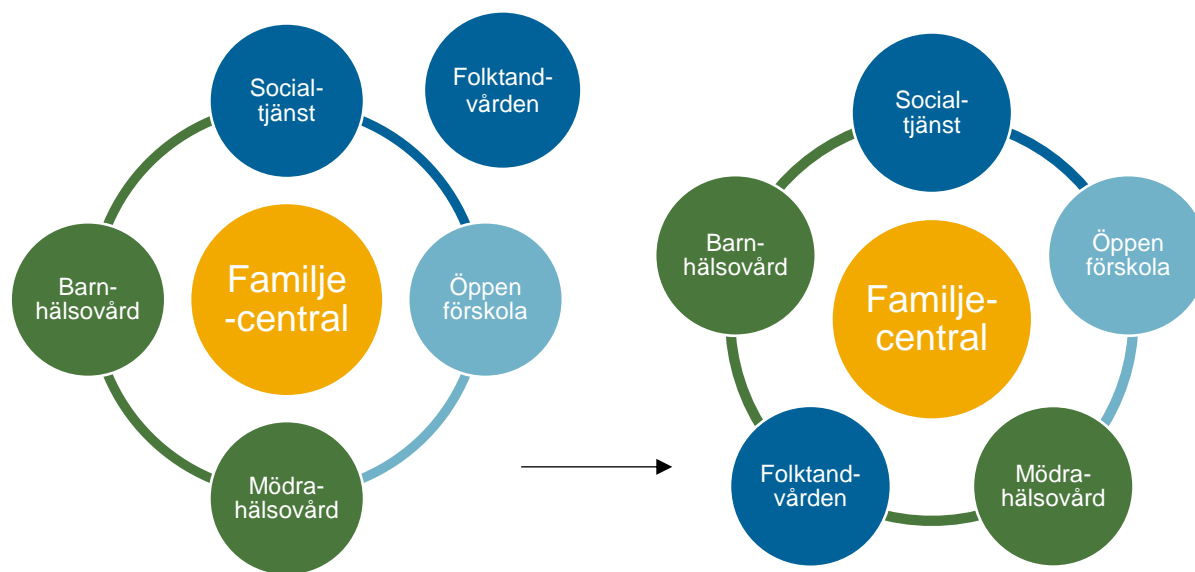 Social-
tjänst
Folktand-
vården
Barn-
hälsovård
Familje
-central
Öppen
förskola
Mödra-
hälsovård
Social-
tjänst
Barn-
hälsovård
Familje-
central
Öppen
förskola
Folktand-
vården
Mödra-
hälsovård